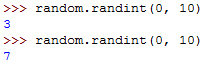 >>> random.randint(0, 10)
3
>>> random.randint(0, 10)
7